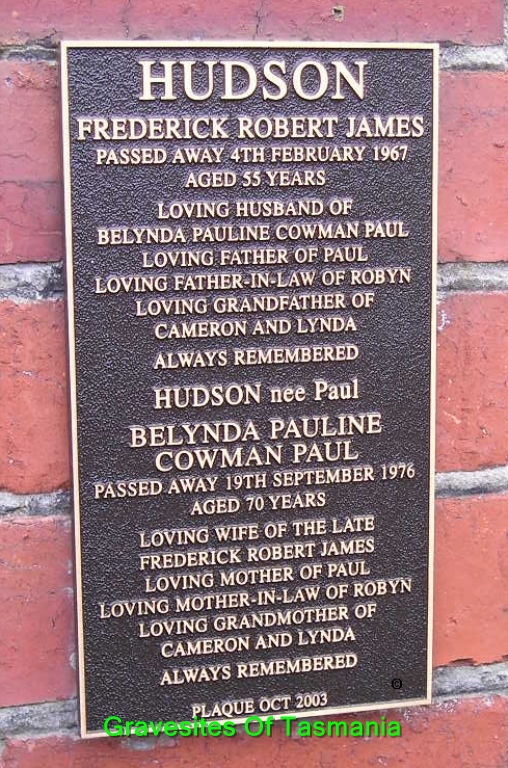 HUDSON
FREDERICK ROBERT JAMES
PASSED AWAY 4TH FEBRUARY 1967
AGED 55 YEARS
LOVING HUSBAND OF
BELYNDA PAULINE COWMAN PAUL
LOVING FATHER OF PAUL
LOVING FATHER-IN-LAW OF ROBYN
LOVING GRANDFATHER OF
CAMERON AND LYNDA
ALWAYS REMEMBERED
HUDSON nee Paul
BELYNDA PAULINE
COWMAN PAUL
PASSED AWAY 19TH SEPTEMBER 1976
AGED 70 YEARS
LOVING WIFE OF THE LATE
FREDERICK ROBERT JAMES
LOVING MOTHER OF PAUL
LOVING MOTHER-IN-LAW OF ROBYN
LOVING GRANDMOTHER OF
CAMERON AND LYNDA
ALWAYS REMEMBERED
©
PLAQUE OCT 2003
Gravesites Of Tasmania